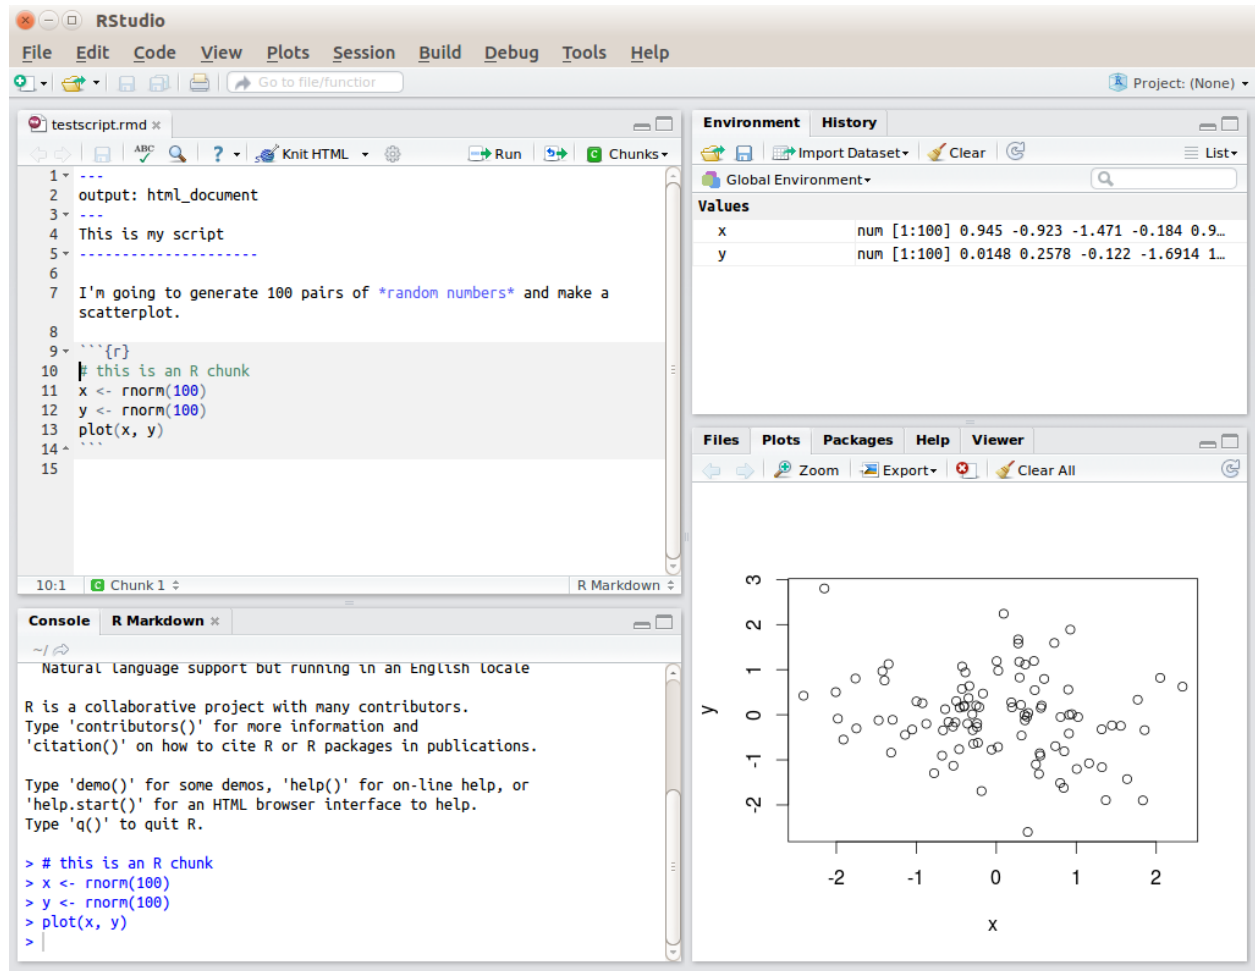 RStudio
File Edit Code View Plots Session Build Debug Tools Help
Go to file/function
Project: (None)
testscript.rmd
ABC ? Knit HTML Run Chunks
1 ---
2 output: html_document
3 ---
4 This is my script
5 ---------------------
6
7 I'm going to generate 100 pairs of *random numbers* and make a
scatterplot.
8
9 ```{r}
10 # this is an R chunk
11 x <- rnorm(100)
12 y <- rnorm(100)
13 plot(x, y)
14 ```
15
10:1 C Chunk 1 R Markdown
Console R Markdown
~/
Natural language support but running in an English locale
R is a collaborative project with many contributors.
Type 'contributors()' for more information and
'citation()' on how to cite R or R packages in publications.
Type 'demo()' for some demos, 'help()' for on-line help, or
'help.start()' for an HTML browser interface to help.
Type 'q()' to quit R.
> # this is an R chunk
> x <- rnorm(100)
> y <- rnorm(100)
> plot(x, y)
>
Environment History
Import Dataset Clear List
Global Environment
Values
x num [1:100] 0.945 -0.923 -1.471 -0.184 0.9…
y num [1:100] 0.0148 0.2578 -0.122 -1.6914 1…
Files Plots Packages Help Viewer
Zoom Export Clear All
3
2
1
0
-1
-2
y
-2 -1 0 1 2
x